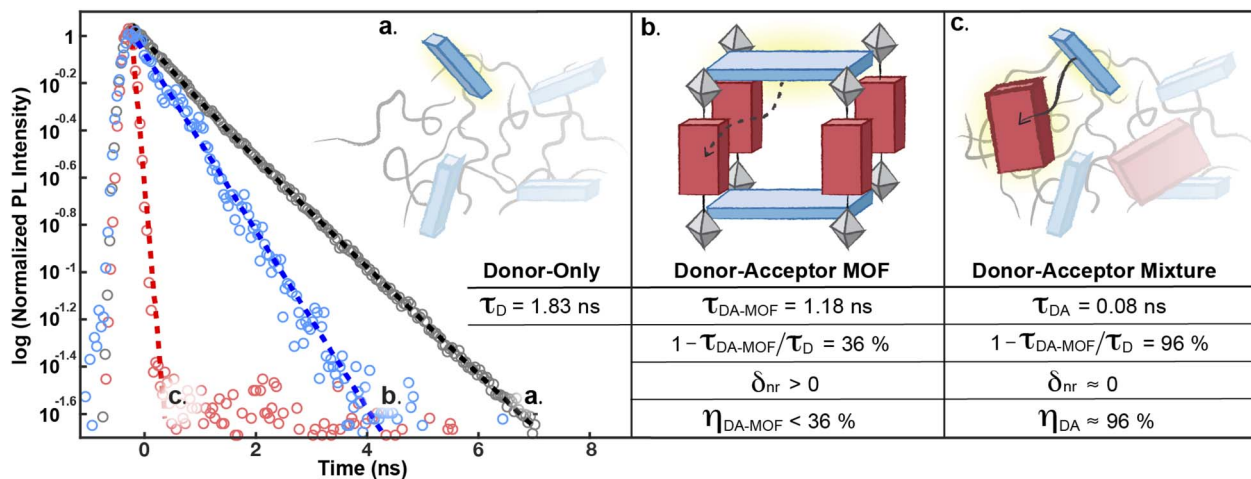 log (Normalized PL Intensity)
1
10^-0.2
10^-0.4
10^-0.6
10^-0.8
10^-1
10^-1.2
10^-1.4
10^-1.6
0 2 4 6 8
Time (ns)
c. b. a.
a.
Donor-Only
τD = 1.83 ns
b.
Donor-Acceptor MOF
τDA-MOF = 1.18 ns
1-τDA-MOF/τD = 36 %
δnr > 0
ηDA-MOF < 36 %
c.
Donor-Acceptor Mixture
τDA = 0.08 ns
1-τDA-MOF/τD = 96 %
δnr ≈ 0
ηDA ≈ 96 %